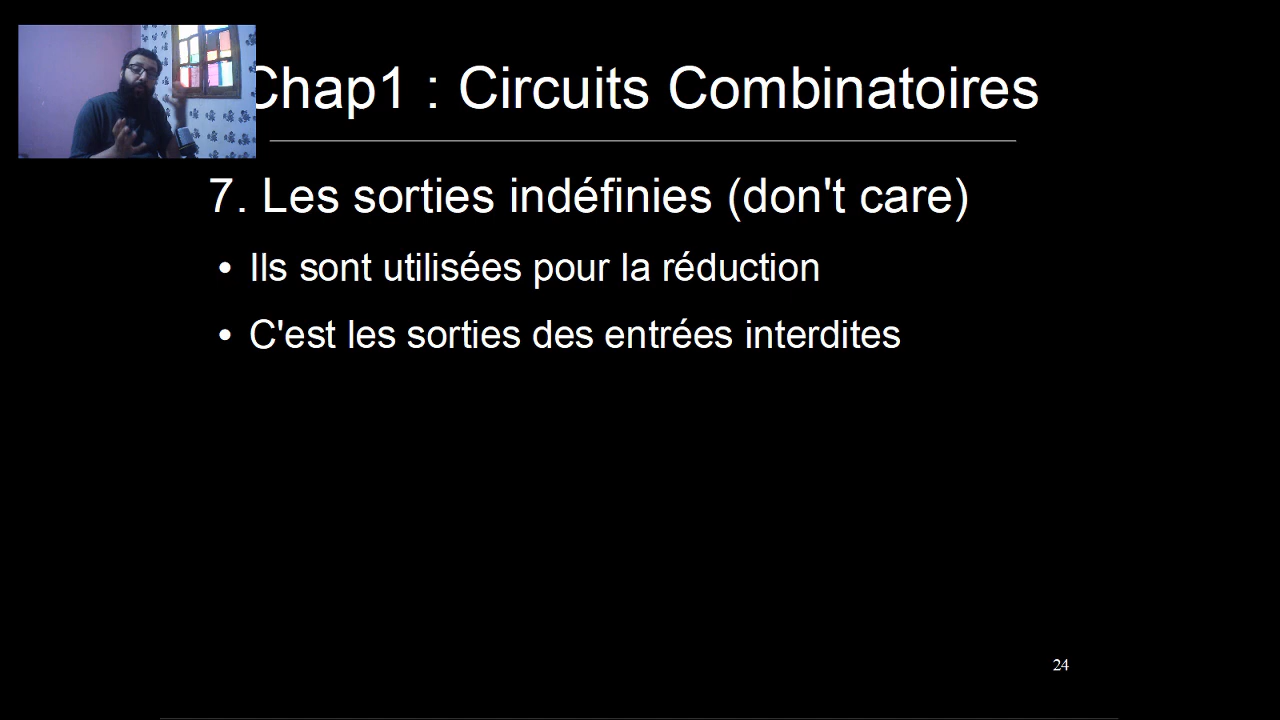 Chap1 : Circuits Combinatoires
7. Les sorties indéfinies (don't care)
• Ils sont utilisées pour la réduction
• C'est les sorties des entrées interdites
24